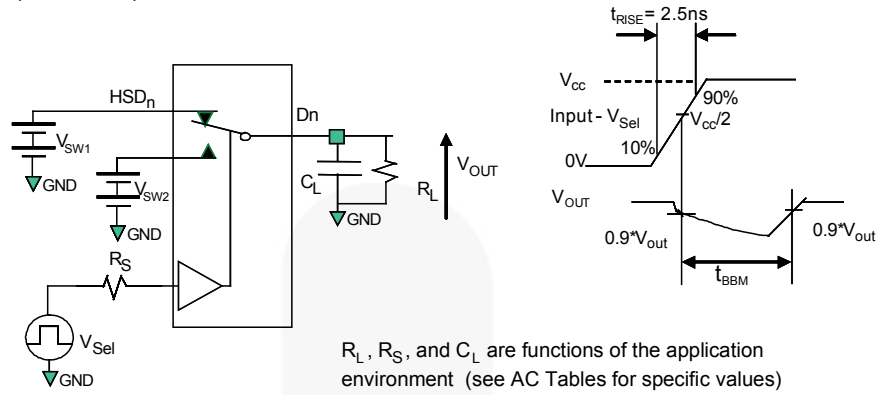 tRISE = 2.5ns
HSDn
Dn
VSW1
GND
VSW2
GND
RS
VSel
GND
CL
RL
VOUT
GND
Vcc
Input - VSel
90%
Vcc/2
10%
0V
VOUT
0.9*Vout
0.9*Vout
tBBM
RL , RS, and CL are functions of the application
environment (see AC Tables for specific values)